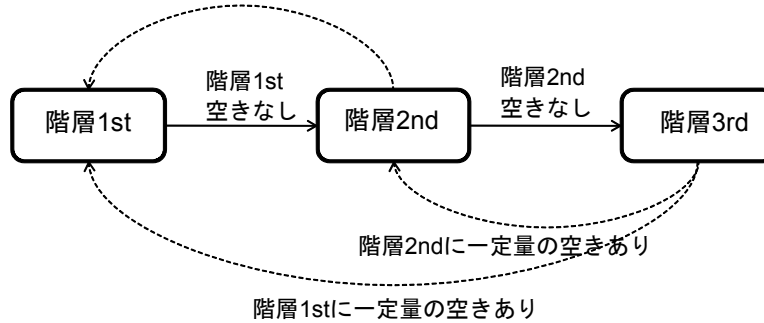 階層1st
空きなし
階層2nd
空きなし
階層1st
階層2nd
階層3rd
階層2ndに一定量の空きあり
階層1stに一定量の空きあり